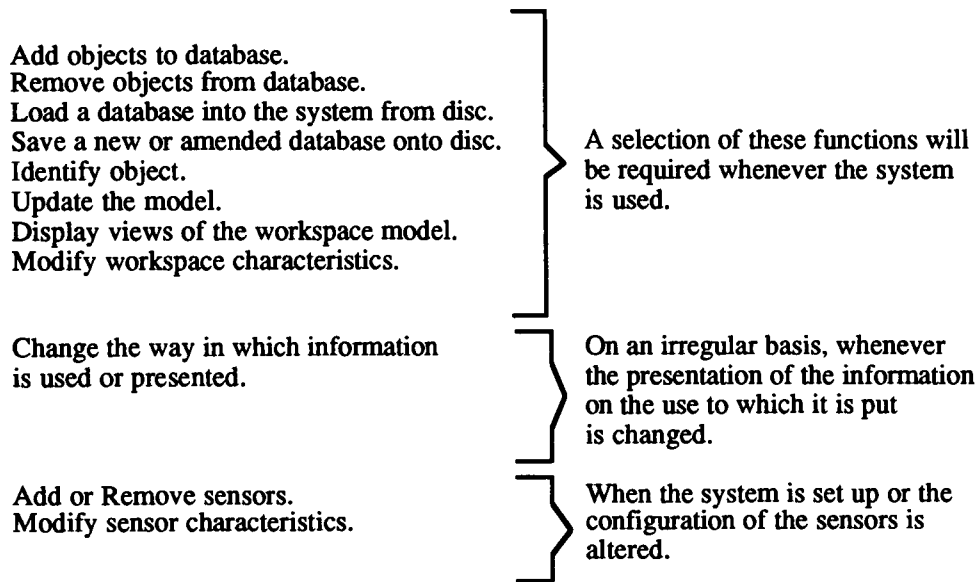 Add objects to database.
Remove objects from database.
Load a database into the system from disc.
Save a new or amended database onto disc.
Identify object.
Update the model.
Display views of the workspace model.
Modify workspace characteristics.
A selection of these functions will
be required whenever the system
is used.
Change the way in which information
is used or presented.
On an irregular basis, whenever
the presentation of the information
on the use to which it is put
is changed.
Add or Remove sensors.
Modify sensor characteristics.
When the system is set up or the
configuration of the sensors is
altered.